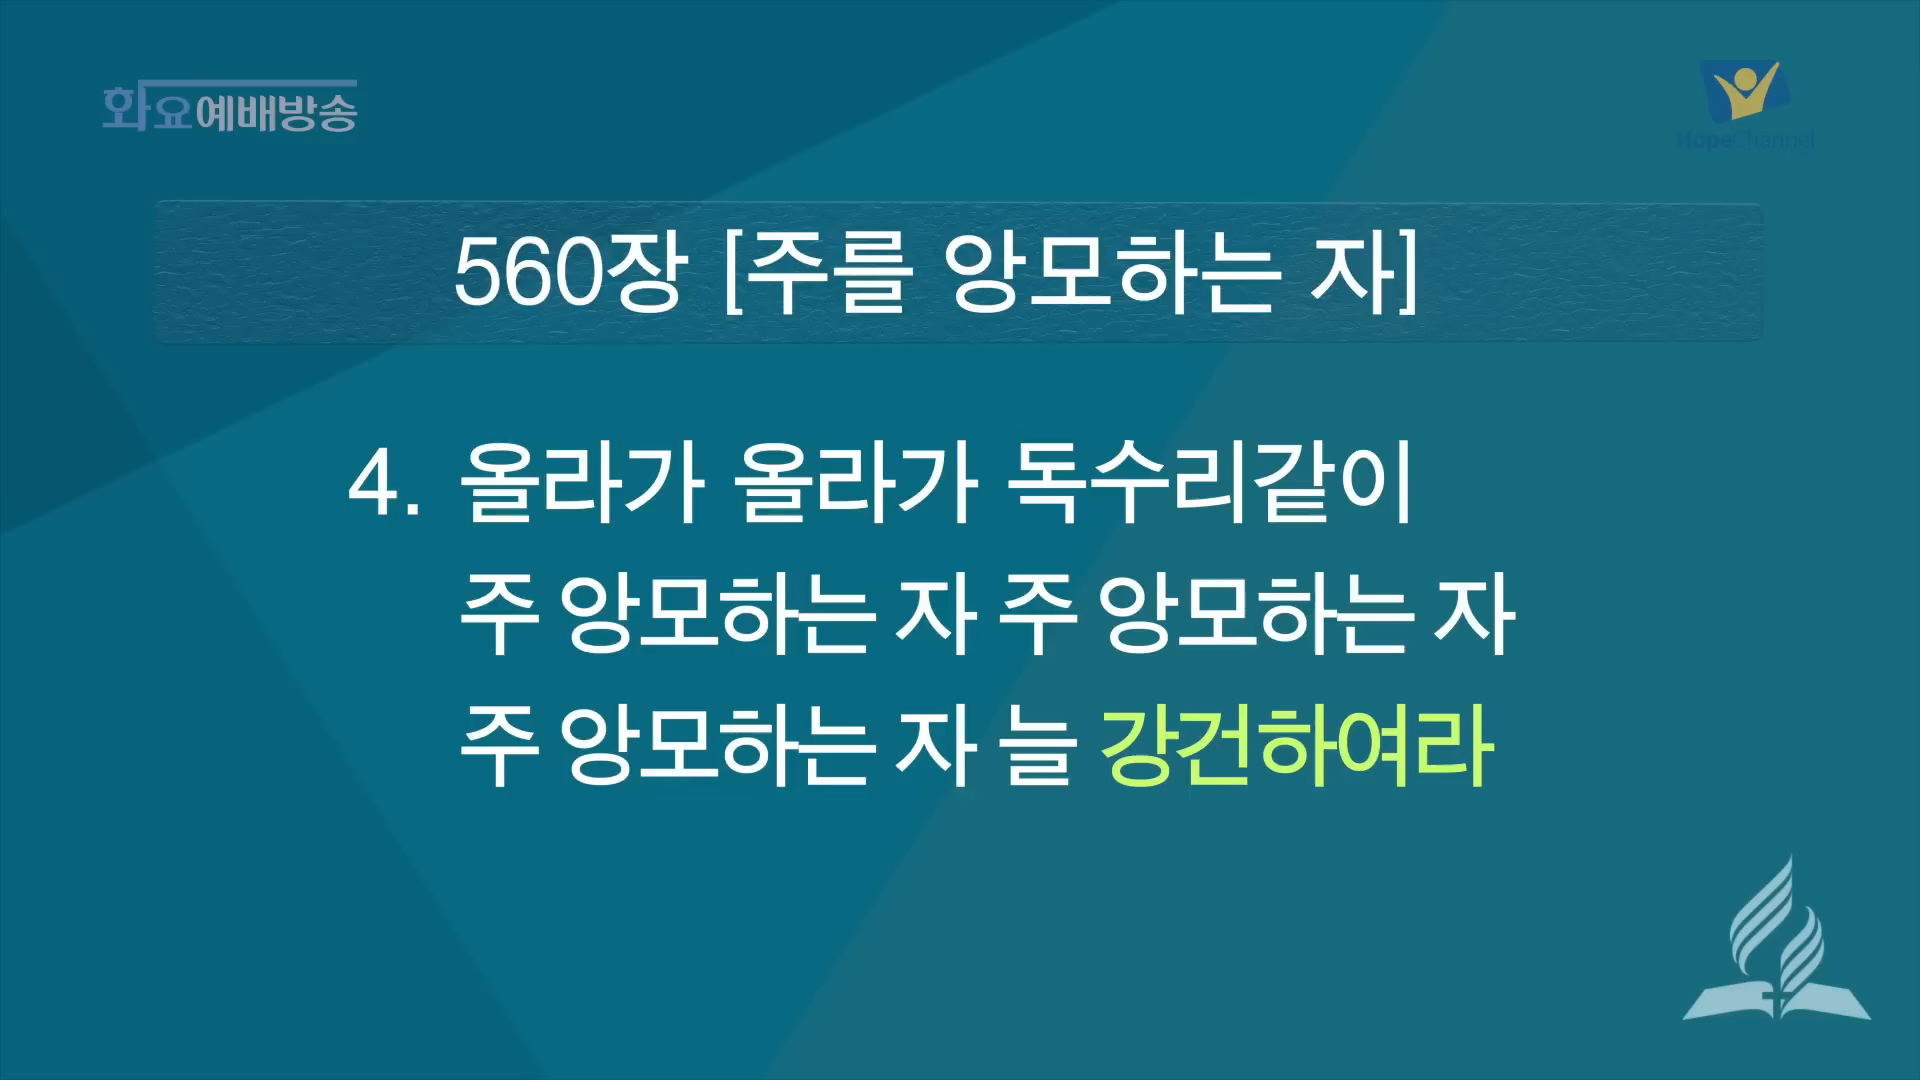 화요예배방송
HopeChannel
560장 [주를 앙모하는 자]
4. 올라가 올라가 독수리같이
주 앙모하는 자 주 앙모하는 자
주 앙모하는 자 늘 강건하여라